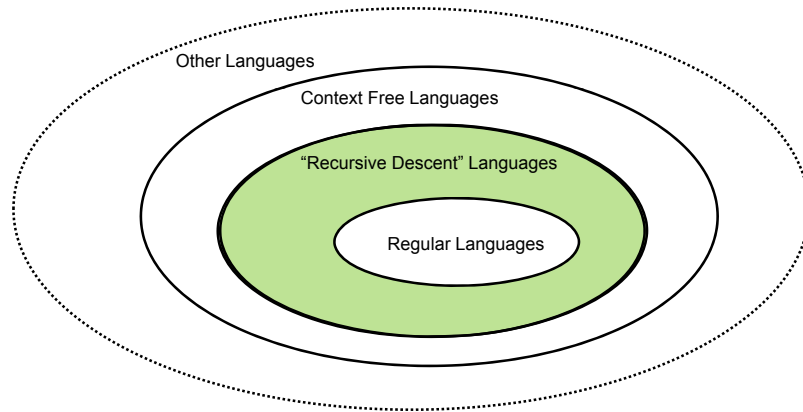 Other Languages
Context Free Languages
“Recursive Descent” Languages
Regular Languages